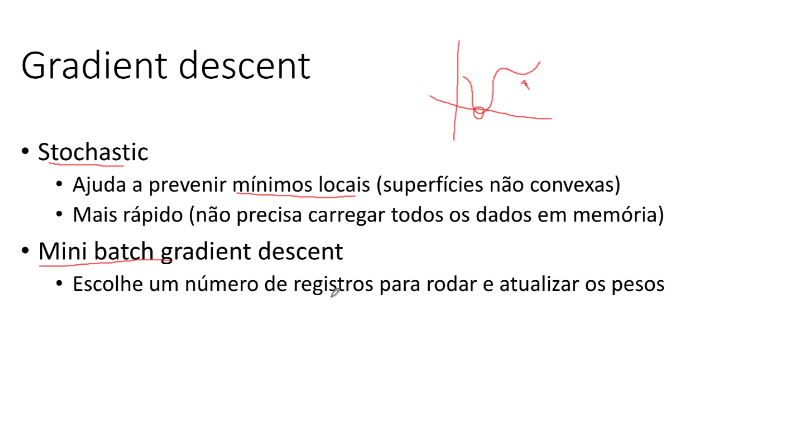 Gradient descent
• Stochastic
• Ajuda a prevenir mínimos locais (superfícies não convexas)
• Mais rápido (não precisa carregar todos os dados em memória)
• Mini batch gradient descent
• Escolhe um número de registros para rodar e atualizar os pesos